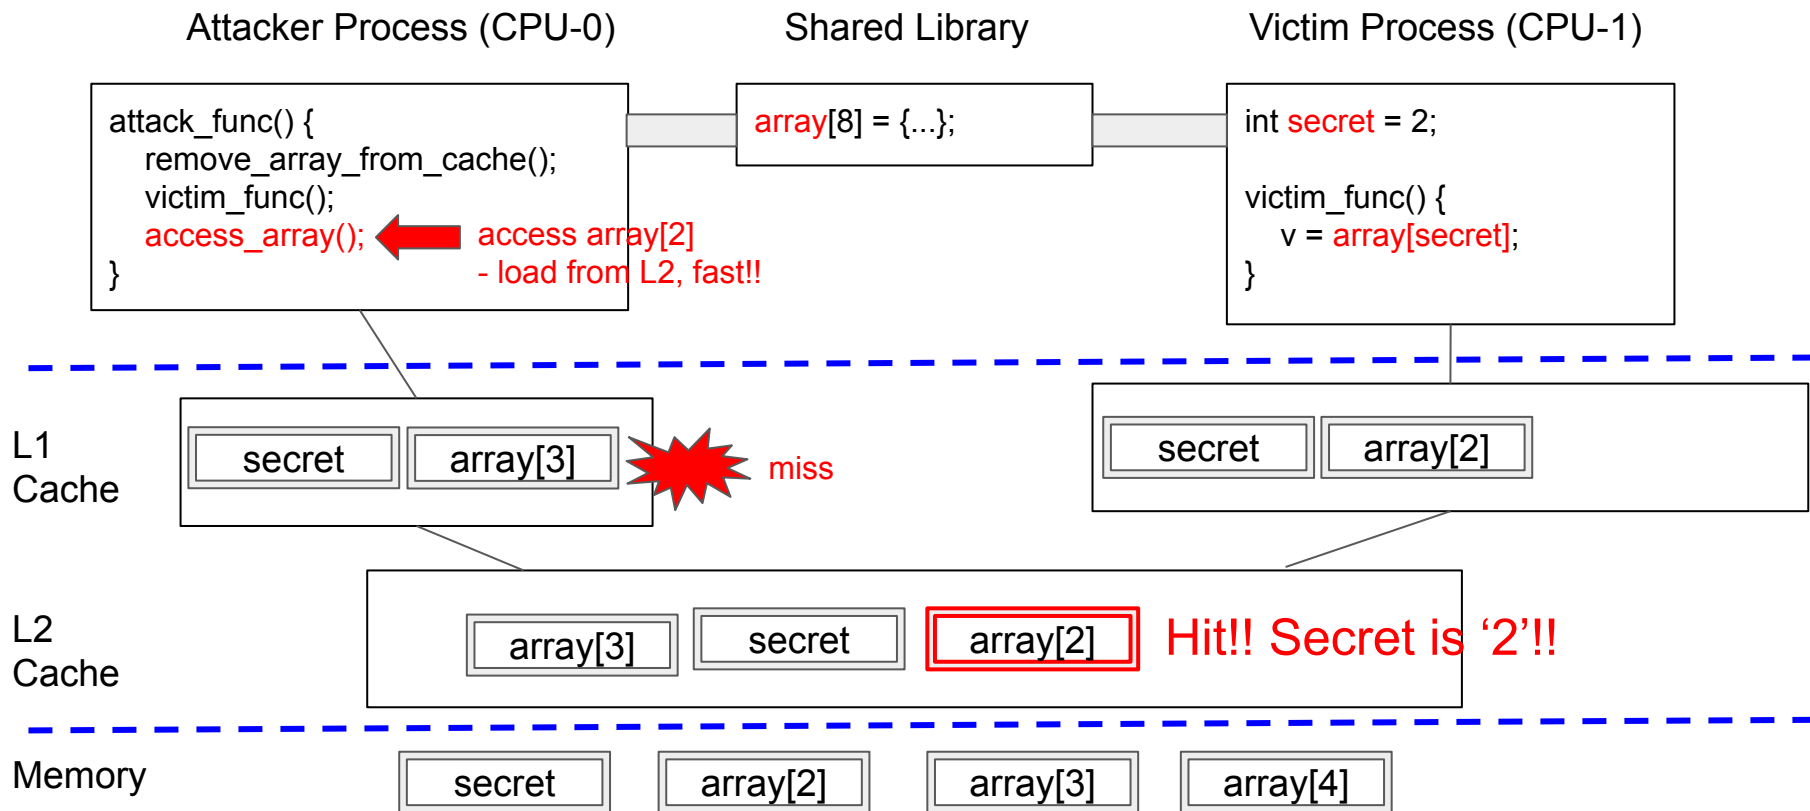 Attacker Process (CPU-0)
Shared Library
Victim Process (CPU-1)
attack_func() {
remove_array_from_cache();
victim_func();
access_array();
}
access array[2]
- load from L2, fast!!
array[8] = {...};
int secret = 2;
victim_func() {
v = array[secret];
}
L1
Cache
secret
array[3]
miss
secret
array[2]
L2
Cache
array[3]
secret
array[2]
Hit!! Secret is ‘2’!!
Memory
secret
array[2]
array[3]
array[4]